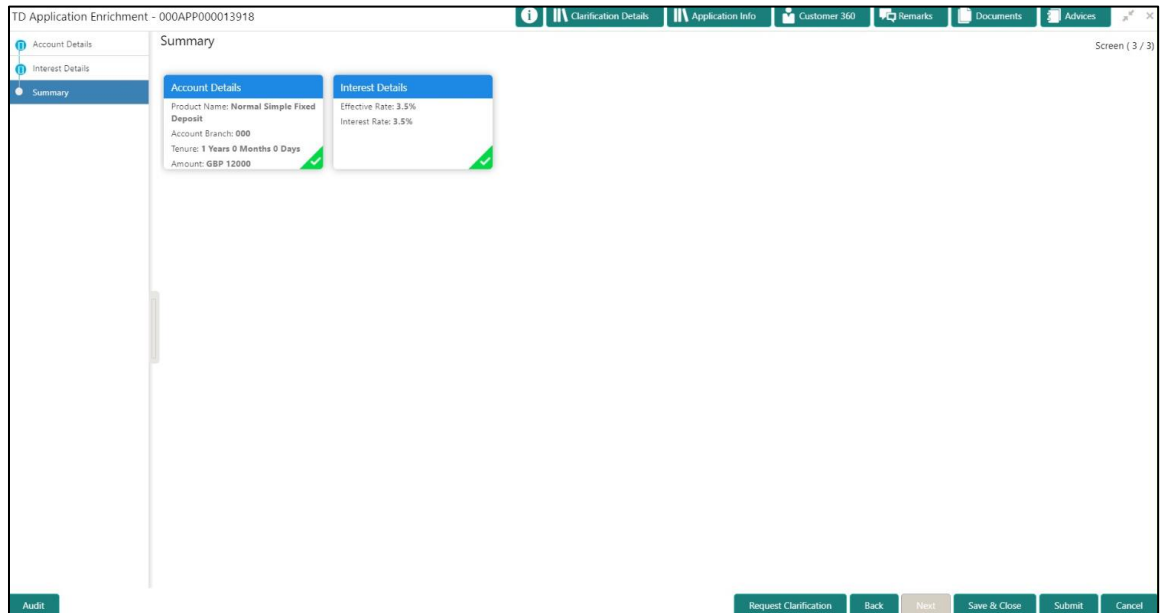 TD Application Enrichment - 000APP000013918
i
Clarification Details
Application Info
Customer 360
Remarks
Documents
Advices
Account Details
Interest Details
Summary
Summary
Screen ( 3 / 3)
Account Details
Product Name: Normal Simple Fixed
Deposit
Account Branch: 000
Tenure: 1 Years 0 Months 0 Days
Amount: GBP 12000
Interest Details
Effective Rate: 3.5%
Interest Rate: 3.5%
Audit
Request Clarification
Back
Next
Save & Close
Submit
Cancel